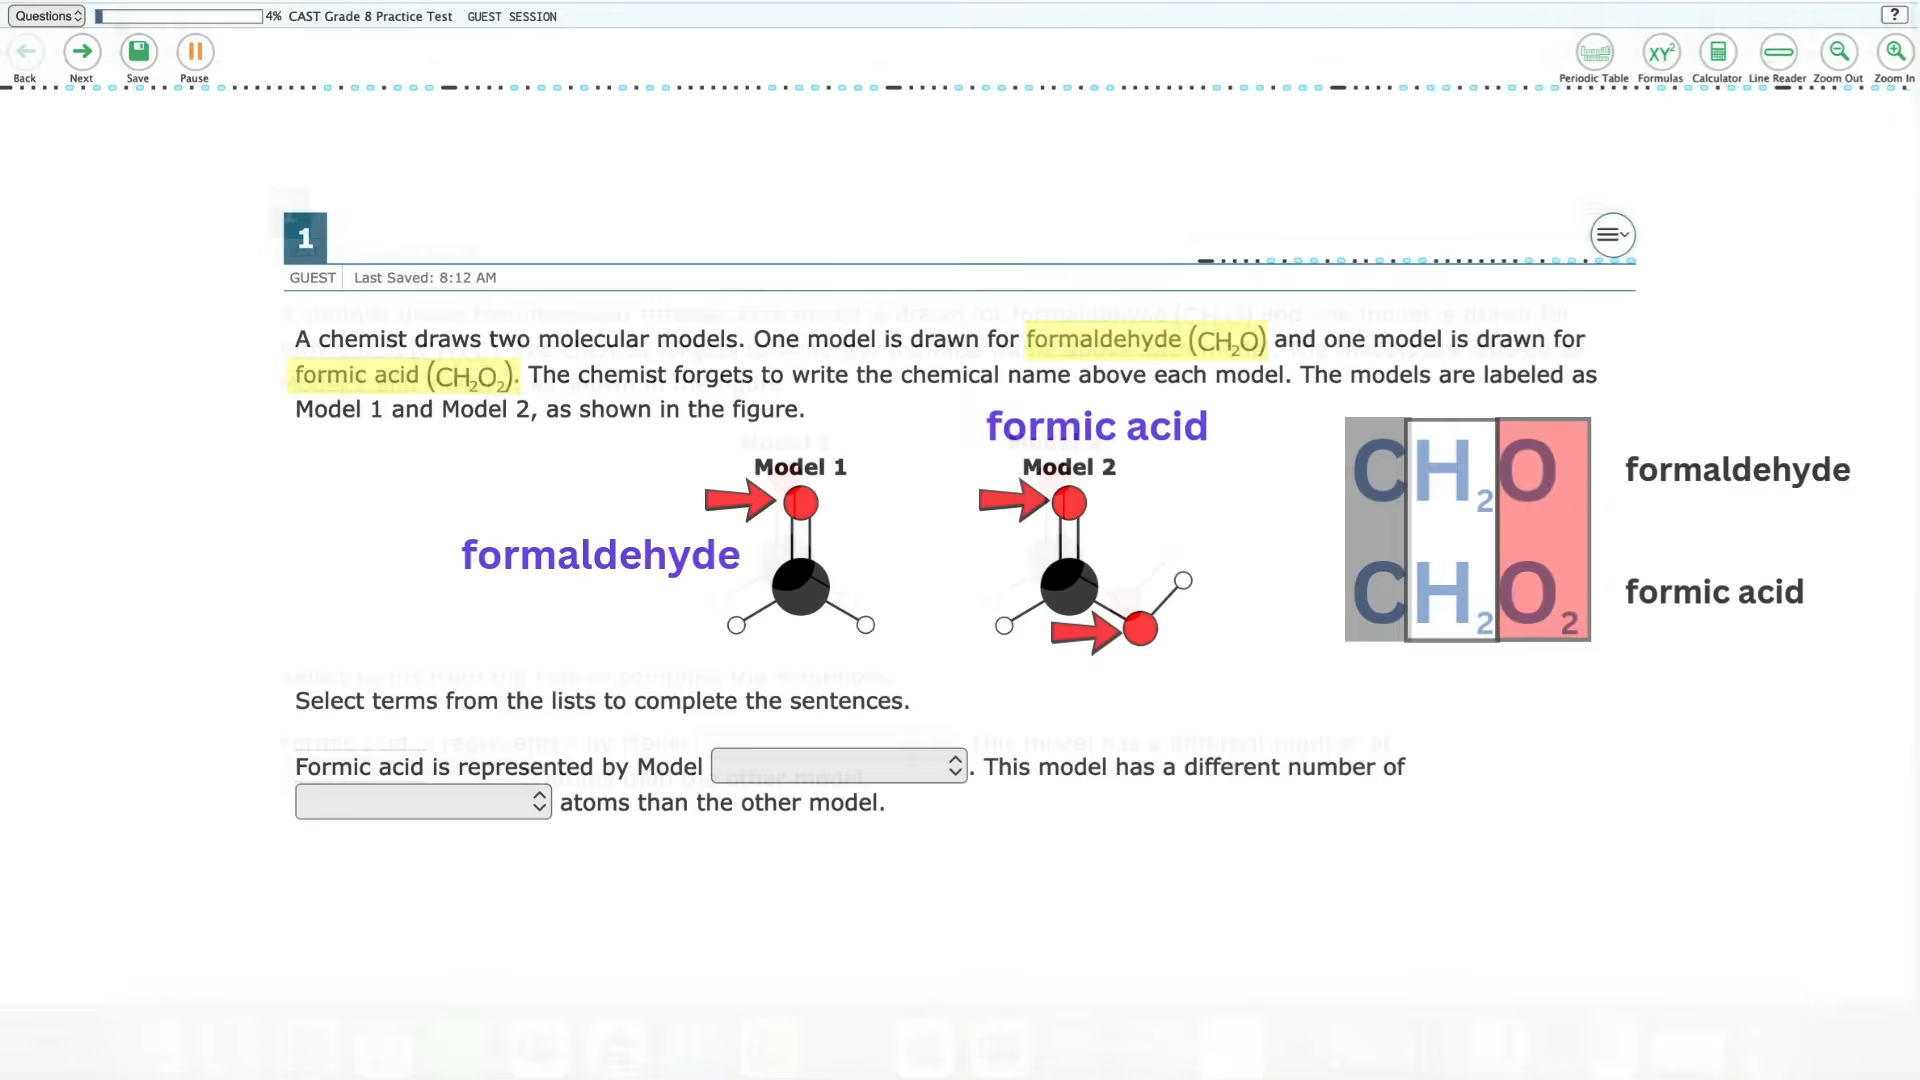 Questions 4% CAST Grade 8 Practice Test GUEST SESSION ?
XY²
Back Next Save Pause Periodic Table Formulas Calculator Line Reader Zoom Out Zoom In
1
GUEST Last Saved: 8:12 AM
A chemist draws two molecular models. One model is drawn for formaldehyde (CH₂O) and one model is drawn for
formic acid (CH₂O₂). The chemist forgets to write the chemical name above each model. The models are labeled as
Model 1 and Model 2, as shown in the figure.
formic acid
Model 1 Model 2
CH₂O formaldehyde
formaldehyde
CH₂O₂ formic acid
Select terms from the lists to complete the sentences.
Formic acid is represented by Model . This model has a different number of
atoms than the other model.